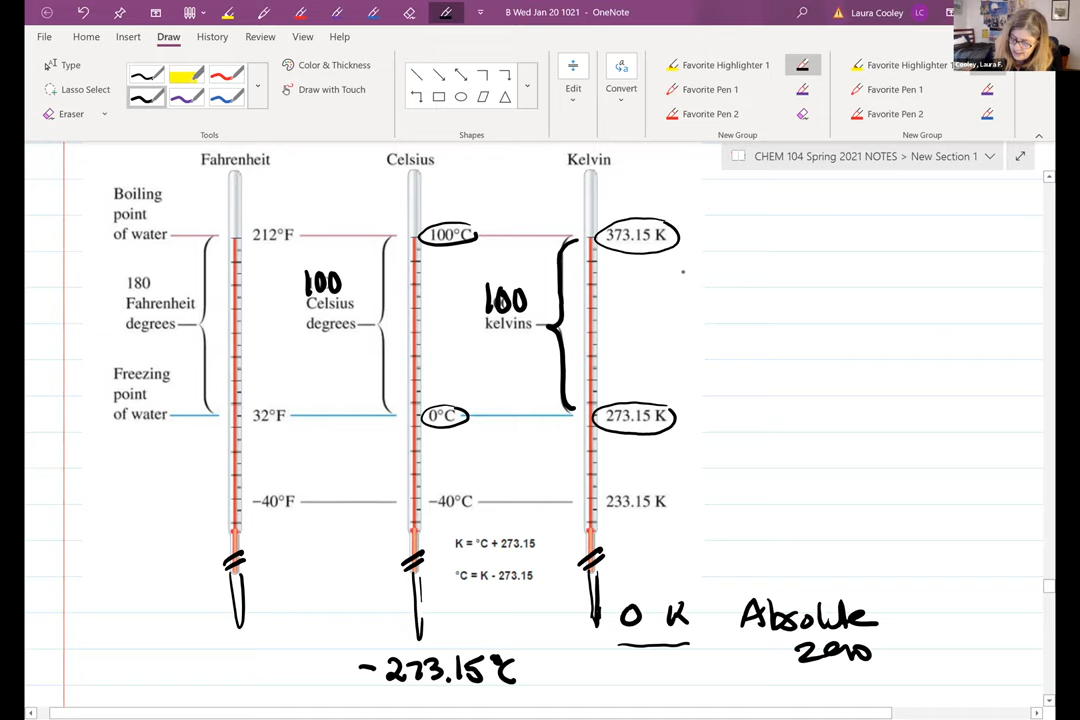 B Wed Jan 20 1021 - OneNote
Laura Cooley
LC
File
Home
Insert
Draw
History
Review
View
Help
Cooley, Laura F.
Type
Lasso Select
Eraser
Color & Thickness
Draw with Touch
Edit
Convert
Favorite Highlighter 1
Favorite Pen 1
Favorite Pen 2
Favorite Highlighter 1
Favorite Pen 1
Favorite Pen 2
Tools
Shapes
New Group
New Group
CHEM 104 Spring 2021 NOTES > New Section 1
Fahrenheit
Celsius
Kelvin
Boiling
point
of water
212°F
100°C
373.15 K
180
Fahrenheit
degrees
100
Celsius
degrees
100
kelvins
Freezing
point
of water
32°F
0°C
273.15 K
-40°F
-40°C
233.15 K
K = °C + 273.15
°C = K - 273.15
0 K
Absolute
zero
-273.15°C